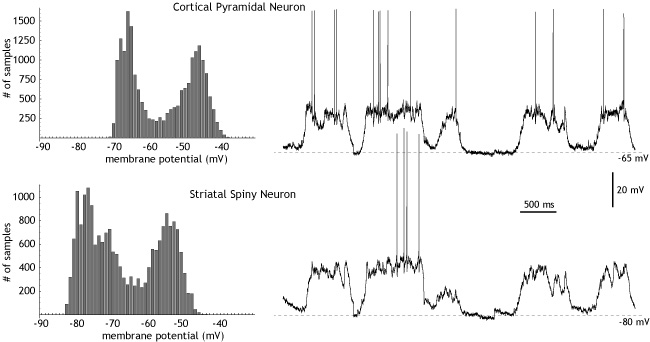 Cortical Pyramidal Neuron
# of samples
1500
1250
1000
750
500
250
-90 -80 -70 -60 -50 -40
membrane potential (mV)
-65 mV
20 mV
500 ms
Striatal Spiny Neuron
# of samples
1000
800
600
400
200
-90 -80 -70 -60 -50 -40
membrane potential (mV)
-80 mV